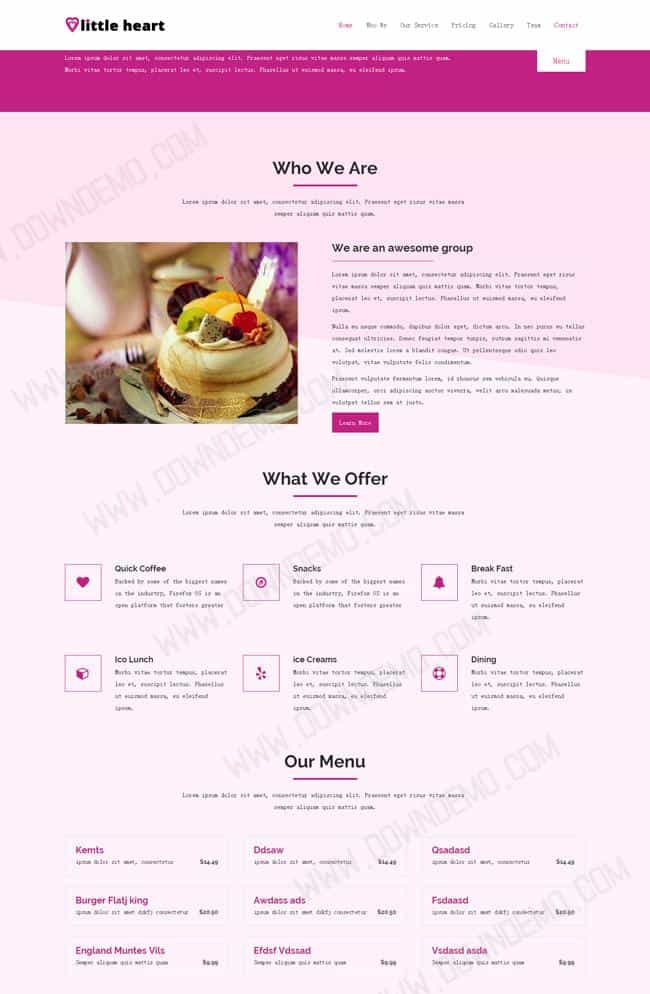 little heart
Home Who We Our Service Pricing Gallery Team Contact
Lorem ipsum dolor sit amet, consectetur adipiscing elit. Praesent eget risus vitae massa semper aliquam quis mattis quam.
Morbi vitae tortor tempus, placerat leo et, suscipit lectus. Phasellus ut euismod massa, eu eleifend ipsum.
Menu
Who We Are
Lorem ipsum dolor sit amet, consectetur adipiscing elit. Praesent eget risus vitae massa
semper aliquam quis mattis quam.
We are an awesome group
Lorem ipsum dolor sit amet, consectetur adipiscing elit. Praesent eget risus
vitae massa semper aliquam quis mattis quam. Morbi vitae tortor tempus,
placerat leo et, suscipit lectus. Phasellus ut euismod massa, eu eleifend
ipsum.
Nulla eu neque commodo, dapibus dolor eget, dictum arcu. In nec purus eu tellus
consequat ultricies. Donec feugiat tempor turpis, rutrum sagittis mi venenatis
at. Sed molestie lorem a blandit congue. Ut pellentesque odio quis leo
volutpat, vitae vulputate felis condimentum.
Praesent vulputate fermentum lorem, id rhoncus sem vehicula eu. Quisque
ullamcorper, orci adipiscing auctor viverra, velit arcu malesuada metus, in
volutpat tellus sem at justo.
Learn More
What We Offer
Lorem ipsum dolor sit amet, consectetur adipiscing elit. Praesent eget risus vitae massa
semper aliquam quis mattis quam.
Quick Coffee
Backed by some of the biggest names
in the industry, Firefox OS is an
open platform that fosters greater
Snacks
Backed by some of the biggest names
in the industry, Firefox OS is an
open platform that fosters greater
Break Fast
Morbi vitae tortor tempus, placerat
leo et, suscipit lectus. Phasellus
ut euismod massa, eu eleifend
ipsum.
Ico Lunch
Morbi vitae tortor tempus, placerat
leo et, suscipit lectus. Phasellus
ut euismod massa, eu eleifend
ipsum.
ice Creams
Morbi vitae tortor tempus, placerat
leo et, suscipit lectus. Phasellus
ut euismod massa, eu eleifend
ipsum.
Dining
Morbi vitae tortor tempus, placerat
leo et, suscipit lectus. Phasellus
ut euismod massa, eu eleifend
ipsum.
Our Menu
Lorem ipsum dolor sit amet, consectetur adipiscing elit. Praesent eget risus vitae massa
semper aliquam quis mattis quam.
Kemts
ipsum dolor sit amet, consectetur $14.49
Ddsaw
ipsum dolor sit amet, consectetur $14.49
Qsadasd
ipsum dolor sit amet, consectetur $14.49
Burger Flatj king
ipsum dolor sit amet dskfj consectetur $20.50
Awdass ads
ipsum dolor sit amet dskfj consectetur $20.50
Fsdaasd
ipsum dolor sit amet dskfj consectetur $20.50
England Muntes Vils
Semper aliquam quis mattis quam $9.99
Efdsf Vdssad
Semper aliquam quis mattis quam $9.99
Vsdasd asda
Semper aliquam quis mattis quam $9.99
WWW.DOWNDEMO.COM